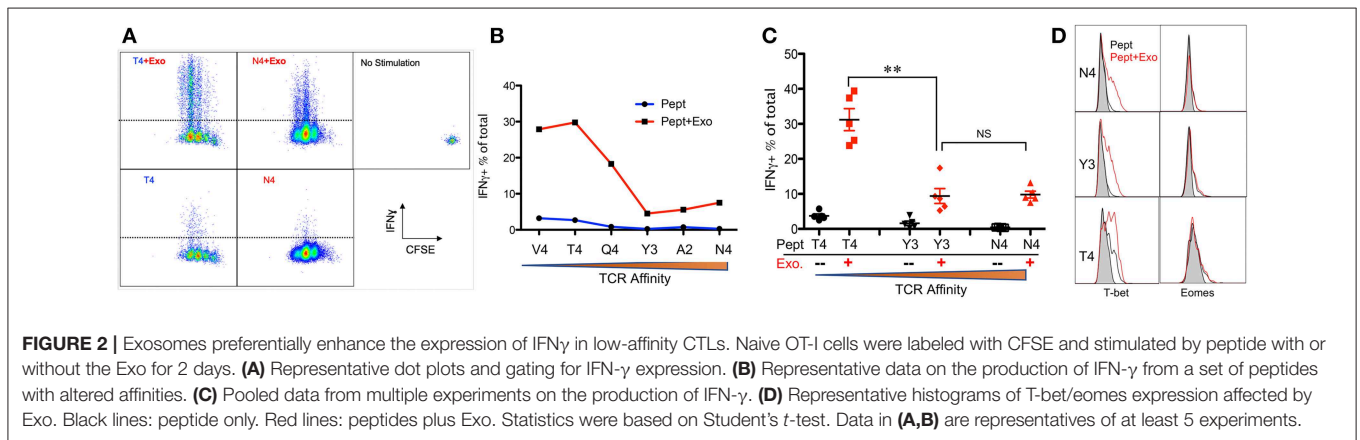 A
T4+Exo
N4+Exo
No Stimulation
T4
N4
IFNγ
CFSE
B
IFNγ+ % of total
40
30
20
10
0
Pept
Pept+Exo
V4 T4 Q4 Y3 A2 N4
TCR Affinity
C
IFNγ+ % of total
50
40
30
20
10
0
**
NS
Pept T4 T4 Y3 Y3 N4 N4
Exo. -- + -- + -- +
TCR Affinity
D
Pept
Pept+Exo
N4
Y3
T4
T-bet Eomes
FIGURE 2 | Exosomes preferentially enhance the expression of IFNγ in low-affinity CTLs. Naive OT-I cells were labeled with CFSE and stimulated by peptide with or
without the Exo for 2 days. (A) Representative dot plots and gating for IFN-γ expression. (B) Representative data on the production of IFN-γ from a set of peptides
with altered affinities. (C) Pooled data from multiple experiments on the production of IFN-γ. (D) Representative histograms of T-bet/eomes expression affected by
Exo. Black lines: peptide only. Red lines: peptides plus Exo. Statistics were based on Student's t-test. Data in (A,B) are representatives of at least 5 experiments.